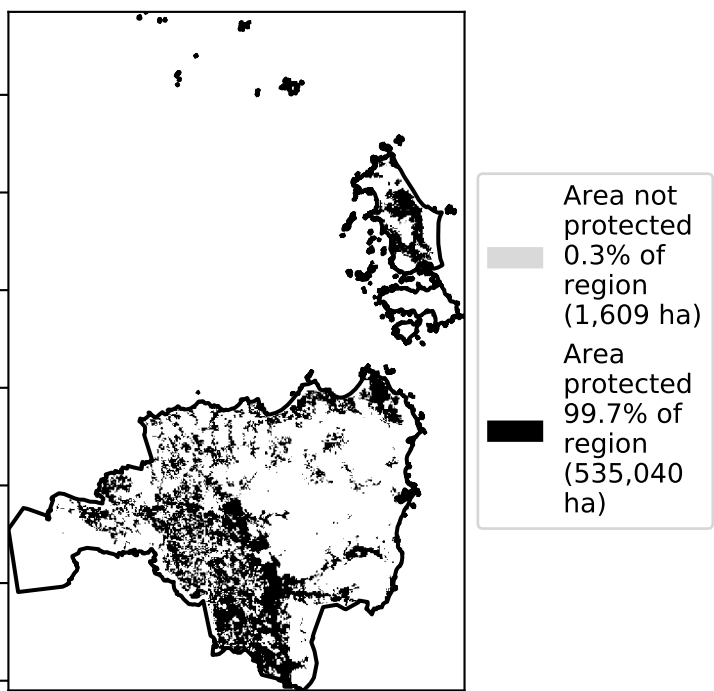 Area not
protected
0.3% of
region
(1,609 ha)
Area
protected
99.7% of
region
(535,040
ha)